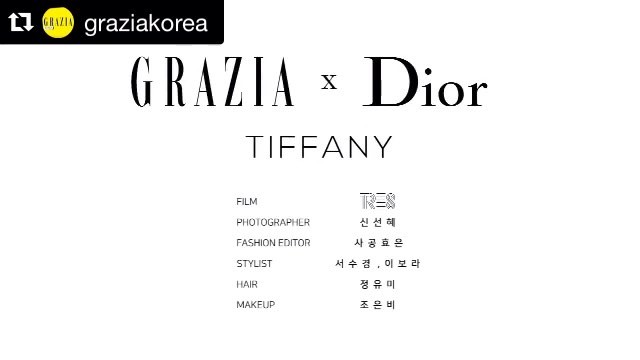 GRAZIA graziakorea
GRAZIA x Dior
TIFFANY
FILM TRES
PHOTOGRAPHER 신선혜
FASHION EDITOR 사공효은
STYLIST 서수경 , 이보라
HAIR 정유미
MAKEUP 조은비